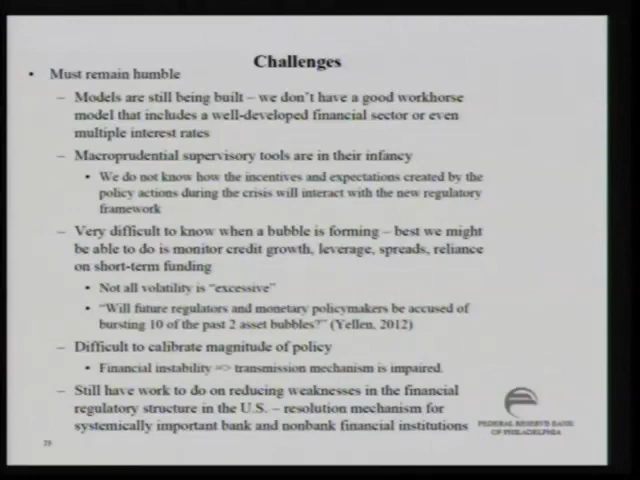 Challenges
• Must remain humble
– Models are still being built – we don't have a good workhorse
model that includes a well-developed financial sector or even
multiple interest rates
– Macroprudential supervisory tools are in their infancy
• We do not know how the incentives and expectations created by the
policy actions during the crisis will interact with the new regulatory
framework
– Very difficult to know when a bubble is forming – best we might
be able to do is monitor credit growth, leverage, spreads, reliance
on short-term funding
• Not all volatility is "excessive"
• "Will future regulators and monetary policymakers be accused of
bursting 10 of the past 2 asset bubbles?" (Yellen, 2012)
– Difficult to calibrate magnitude of policy
• Financial instability => transmission mechanism is impaired.
– Still have work to do on reducing weaknesses in the financial
regulatory structure in the U.S. – resolution mechanism for
systemically important bank and nonbank financial institutions
FEDERAL RESERVE BANK
OF PHILADELPHIA